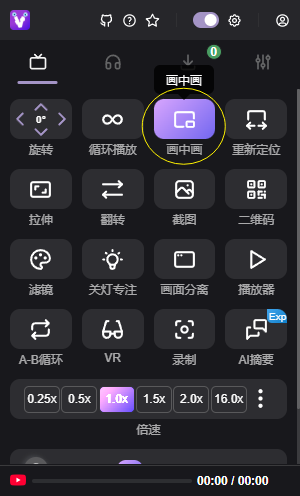 0
画中画
0°
旋转 循环播放 画中画 重新定位
拉伸 翻转 截图 二维码
滤镜 关灯专注 画面分离 播放器
Exp
A-B循环 VR 录制 AI摘要
0.25x 0.5x 1.0x 1.5x 2.0x 16.0x
倍速
00:00 / 00:00